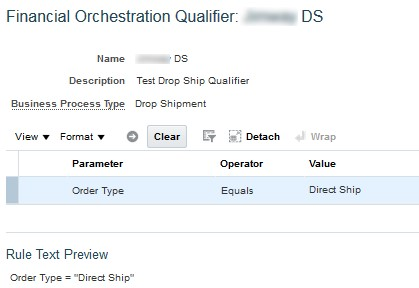 Financial Orchestration Qualifier: DS
Name DS
Description Test Drop Ship Qualifier
Business Process Type Drop Shipment
View Format Clear Detach Wrap
Parameter Operator Value
Order Type Equals Direct Ship
Rule Text Preview
Order Type = "Direct Ship"